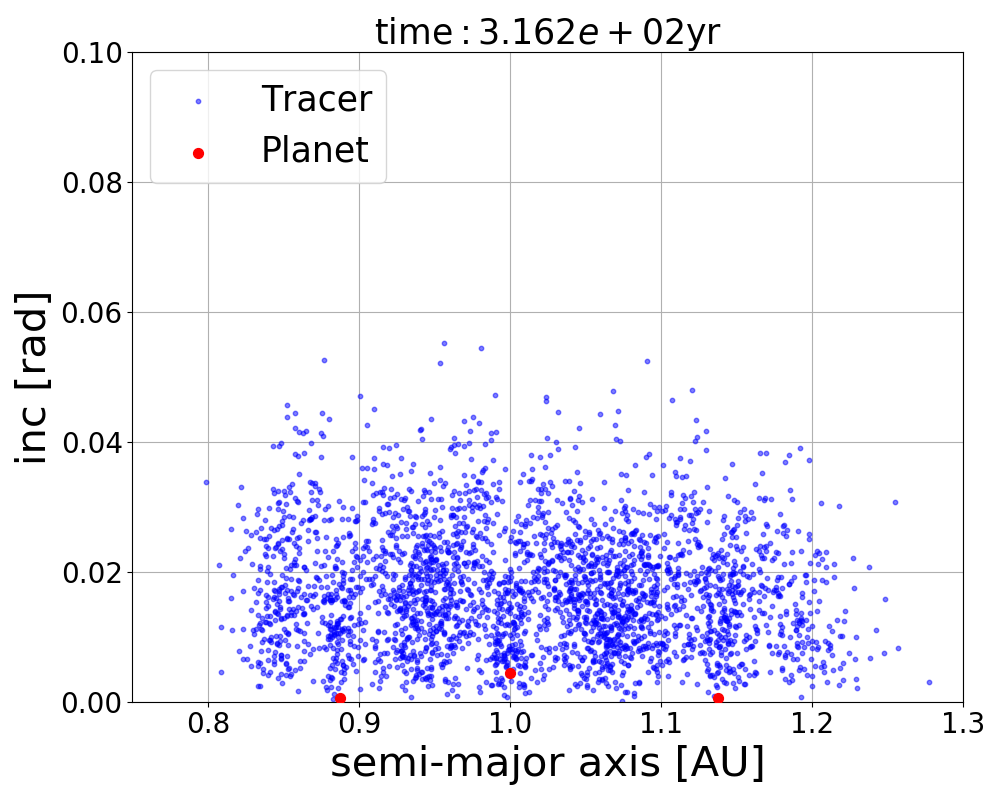 time : 3.162e + 02yr
Tracer
Planet
0.10
0.08
0.06
0.04
0.02
0.00
inc [rad]
0.8 0.9 1.0 1.1 1.2 1.3
semi-major axis [AU]